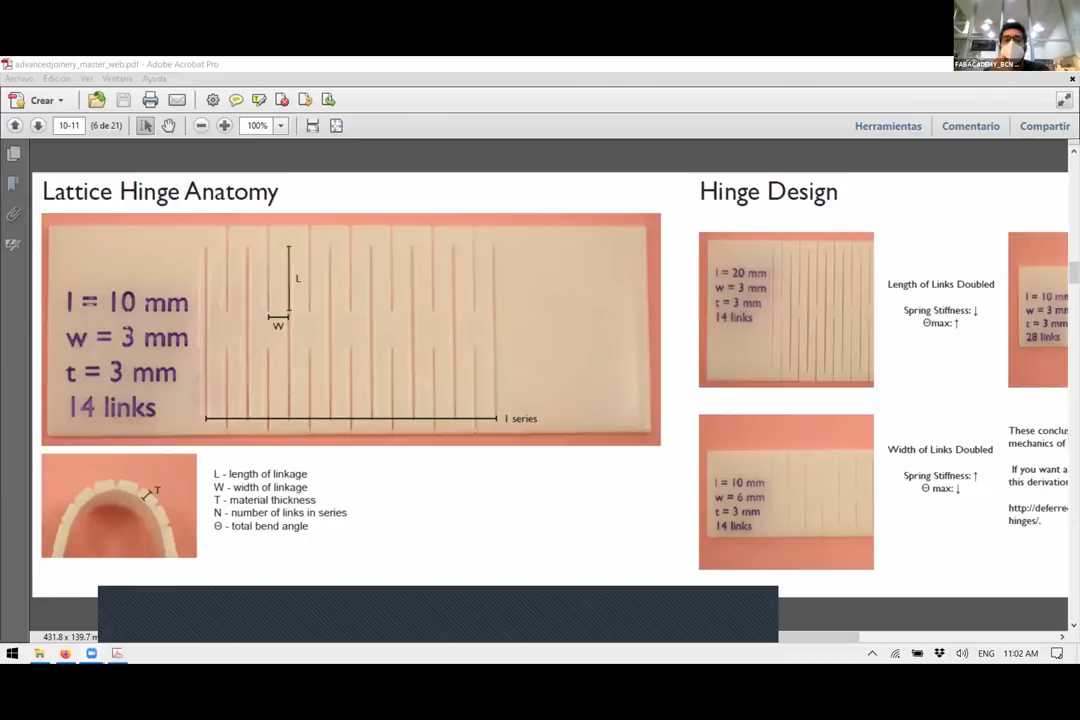 FABACADEMY_BCN ...
advancedjoinery_master_web.pdf - Adobe Acrobat Pro
Archivo Edición Ver Ventana Ayuda
Crear
10-11 (6 de 21) 100% Herramientas Comentario Compartir
Lattice Hinge Anatomy
l = 10 mm
w = 3 mm
t = 3 mm
14 links
L
W
1 series
T
L - length of linkage
W - width of linkage
T - material thickness
N - number of links in series
Θ - total bend angle
Hinge Design
l = 20 mm
w = 3 mm
t = 3 mm
14 links
Length of Links Doubled
Spring Stiffness: ↓
Θmax: ↑
l = 10 mm
w = 3 mm
t = 3 mm
28 links
l = 10 mm
w = 6 mm
t = 3 mm
14 links
Width of Links Doubled
Spring Stiffness: ↑
Θ max: ↓
These conclus
mechanics of
If you want a
this derivation
http://deferre
hinges/.
431.8 x 139.7 m
ENG 11:02 AM